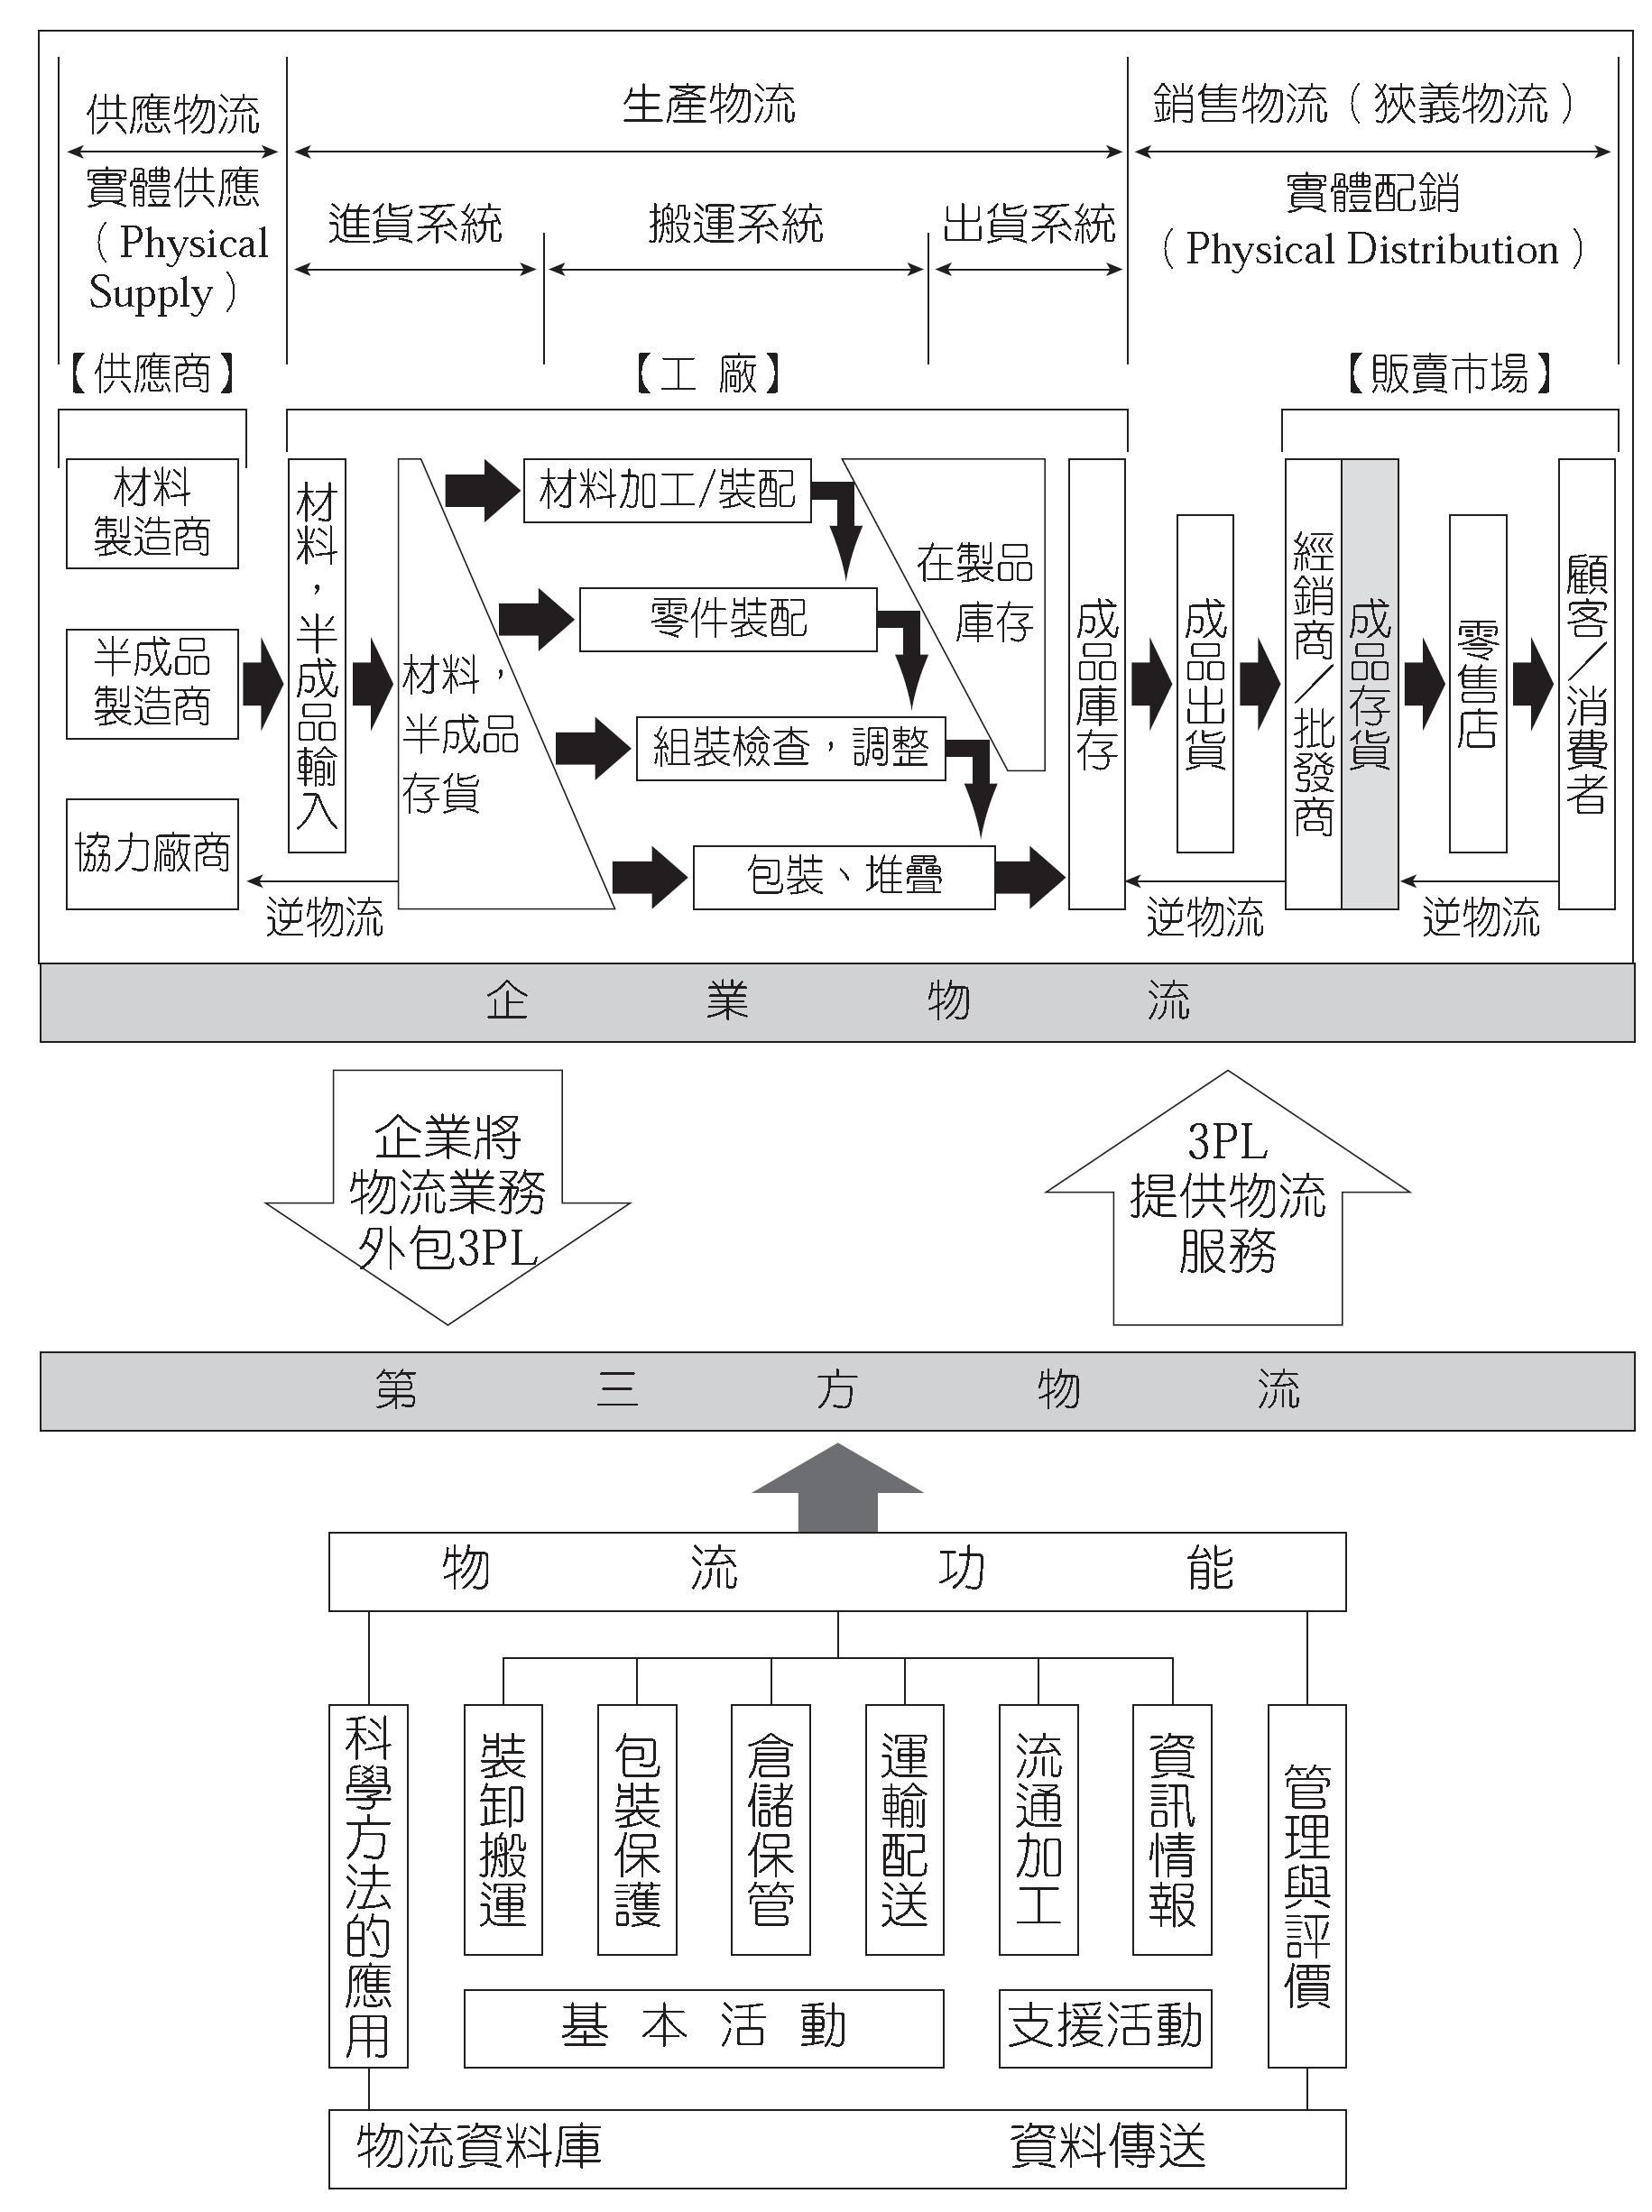 供應物流
實體供應
（Physical
Supply）
生產物流
進貨系統
搬運系統
出貨系統
銷售物流（狹義物流）
實體配銷
（Physical Distribution）
【供應商】
【工 廠】
【販賣市場】
材料
製造商
半成品
製造商
協力廠商
材料，半成品輸入
材料，
半成品
存貨
材料加工/裝配
零件裝配
組裝檢查，調整
包裝、堆疊
在製品
庫存
成品庫存
成品出貨
經銷商／批發商
成品存貨
零售店
顧客／消費者
逆物流
逆物流
逆物流
企業物流
企業將
物流業務
外包3PL
3PL
提供物流
服務
第三方物流
物流功能
科學方法的應用
裝卸搬運
包裝保護
倉儲保管
運輸配送
流通加工
資訊情報
管理與評價
基本活動
支援活動
物流資料庫
資料傳送